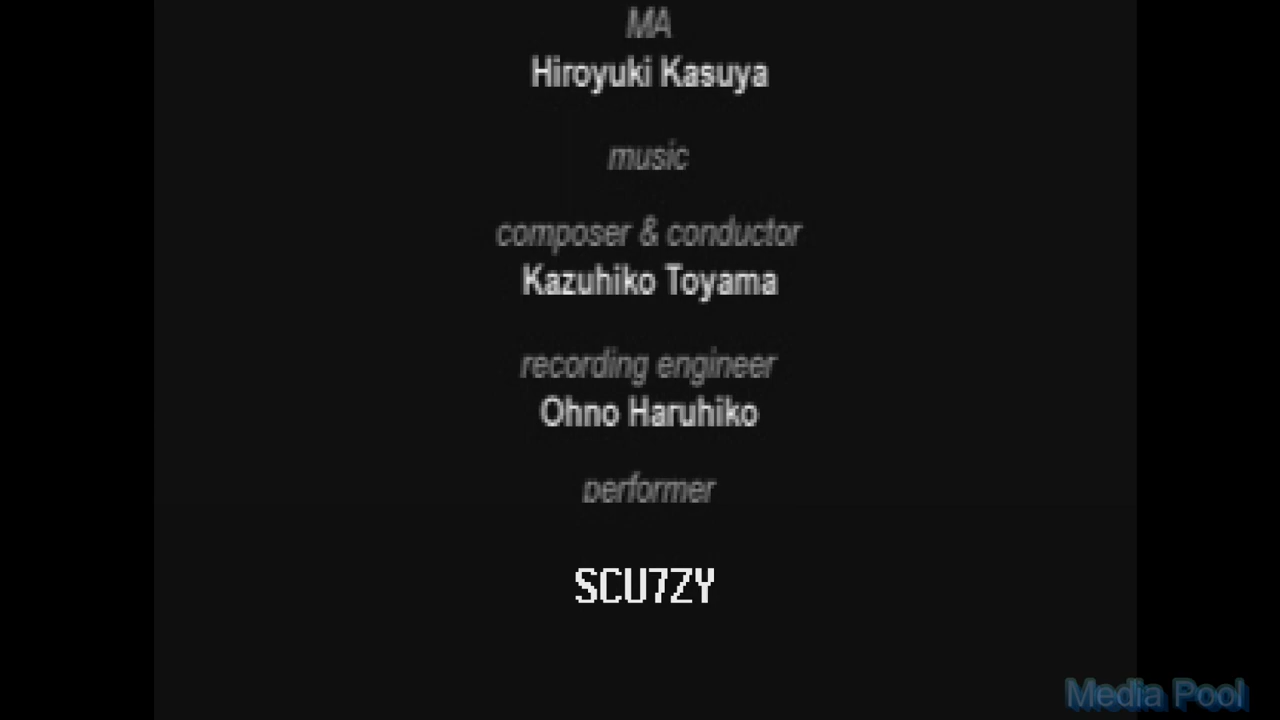 MA
Hiroyuki Kasuya
music
composer & conductor
Kazuhiko Toyama
recording engineer
Ohno Haruhiko
performer
SCU7ZY
Media Pool